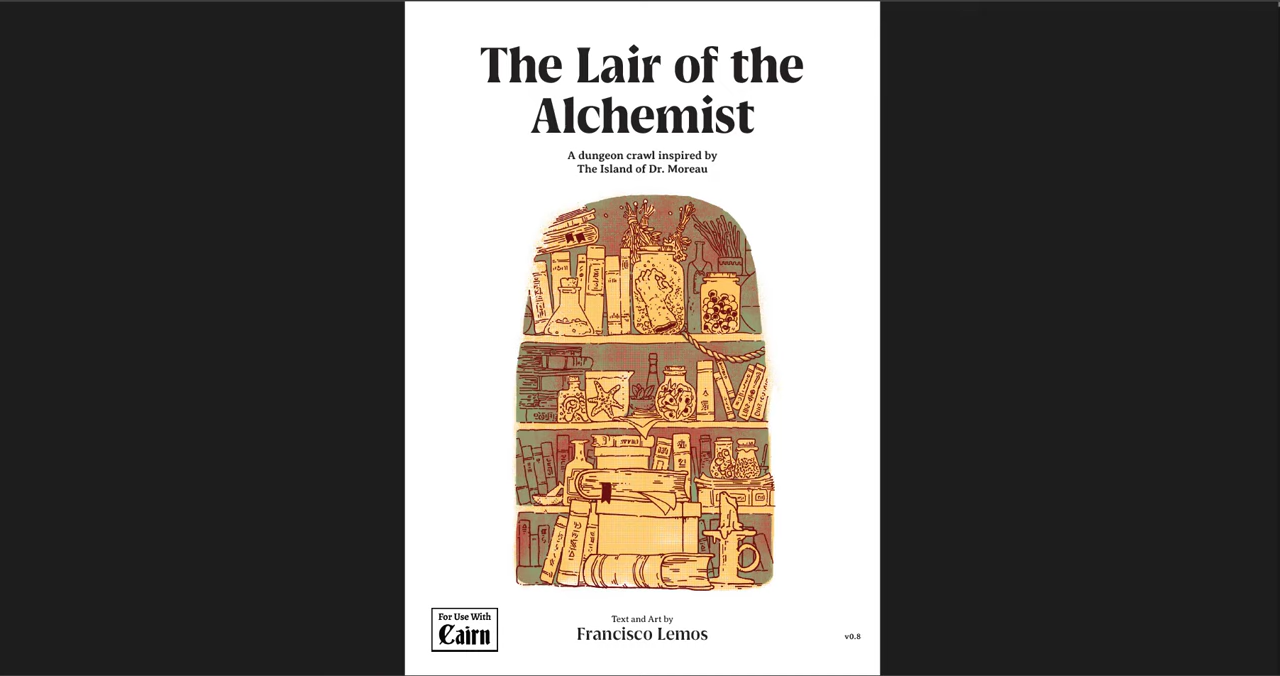 The Lair of the
Alchemist
A dungeon crawl inspired by
The Island of Dr. Moreau
For Use With
Cairn
Text and Art by
Francisco Lemos
v0.8